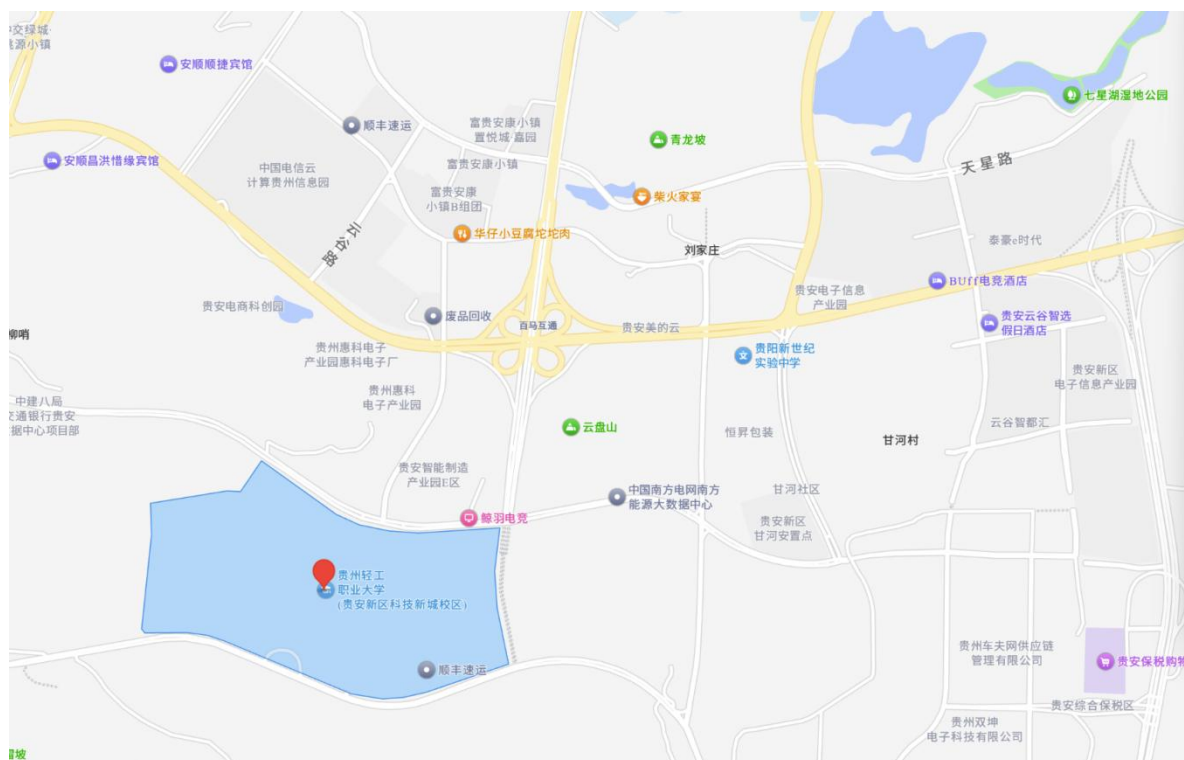 中交绿城·
桃源小镇
安顺顺捷宾馆
七星湖湿地公园
顺丰速运
富贵安康小镇
置悦城·嘉园
青龙坡
安顺昌洪惜缘宾馆
中国电信云
计算贵州信息园
富贵安康小镇
天星路
富贵安康
小镇B组团
柴火家宴
云谷路
华仔小豆腐坨坨肉
刘家庄
泰豪e时代
BUff电竞酒店
贵安电子信息
产业园
贵安电商科创园
废品回收
百马互通
贵安美的云
贵安云谷智选
假日酒店
柳哨
贵州惠科电子
产业园惠科电子厂
贵阳新世纪
实验中学
贵安新区
电子信息产业园
贵州惠科
电子产业园
中建八局
交通银行贵安
数据中心项目部
云盘山
恒昇包装
甘河村
云谷智都汇
贵安智能制造
产业园E区
中国南方电网南方
能源大数据中心
甘河社区
鲸羽电竞
贵安新区
甘河安置点
贵州轻工
职业大学
(贵安新区科技新城校区)
顺丰速运
贵州车夫网供应链
管理有限公司
贵安保税购物
贵安综合保税区
贵州双坤
电子科技有限公司
坡